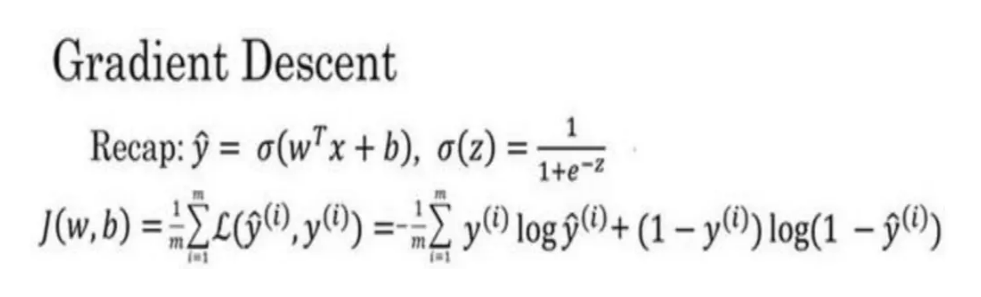 Gradient Descent
Recap: ŷ = σ(wᵀx + b), σ(z) = 1/(1+e⁻ᶻ)
J(w, b) = 1/m ∑ᵢ₌₁ᵐ ℒ(ŷ⁽ⁱ⁾, y⁽ⁱ⁾) = -1/m ∑ᵢ₌₁ᵐ y⁽ⁱ⁾ log ŷ⁽ⁱ⁾ + (1 − y⁽ⁱ⁾) log(1 − ŷ⁽ⁱ⁾)